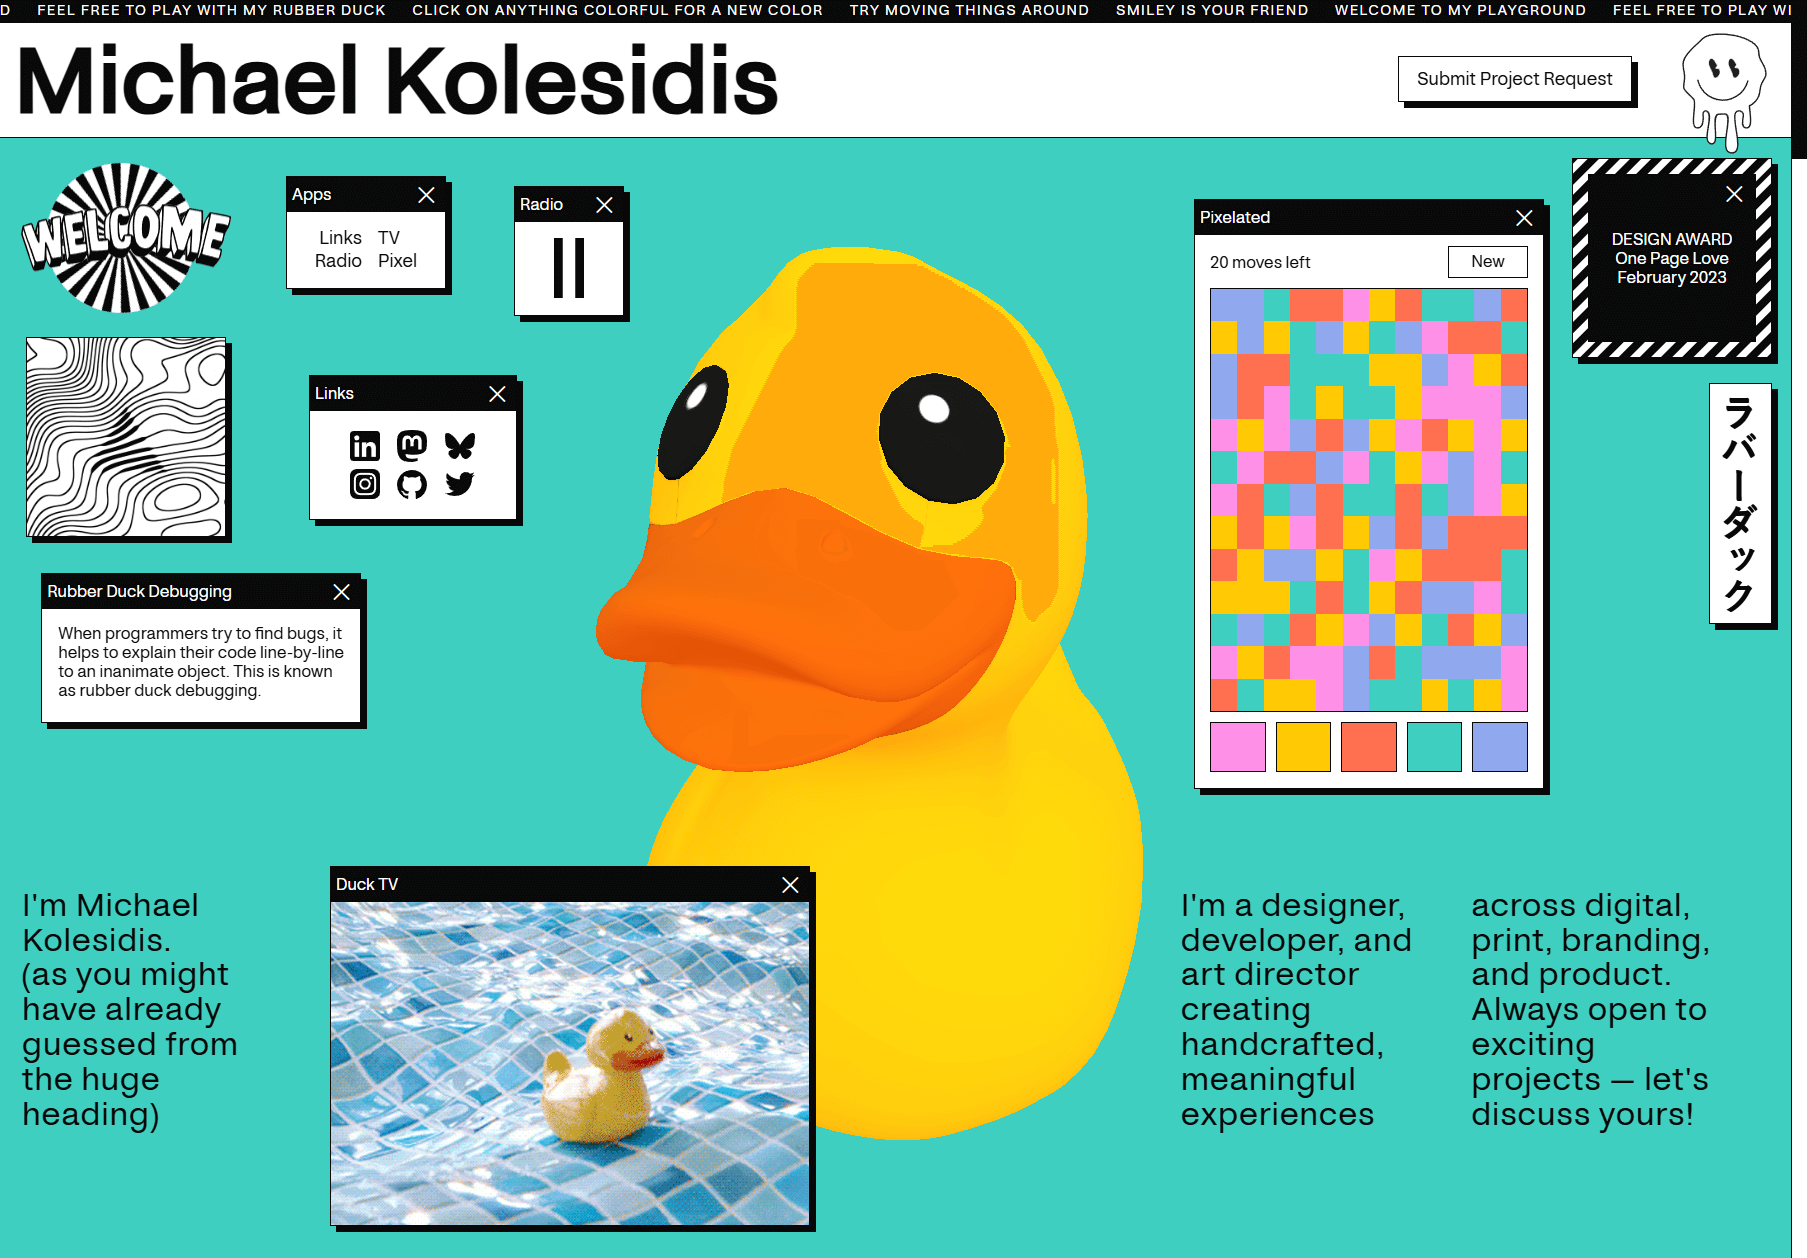 D FEEL FREE TO PLAY WITH MY RUBBER DUCK CLICK ON ANYTHING COLORFUL FOR A NEW COLOR TRY MOVING THINGS AROUND SMILEY IS YOUR FRIEND WELCOME TO MY PLAYGROUND FEEL FREE TO PLAY WI
Michael Kolesidis
Submit Project Request
WELCOME
Apps
Links TV
Radio Pixel
Radio
Links
in
Rubber Duck Debugging
When programmers try to find bugs, it
helps to explain their code line-by-line
to an inanimate object. This is known
as rubber duck debugging.
Pixelated
20 moves left
New
DESIGN AWARD
One Page Love
February 2023
ラバーダック
Duck TV
I'm Michael
Kolesidis.
(as you might
have already
guessed from
the huge
heading)
I'm a designer,
developer, and
art director
creating
handcrafted,
meaningful
experiences
across digital,
print, branding,
and product.
Always open to
exciting
projects — let's
discuss yours!